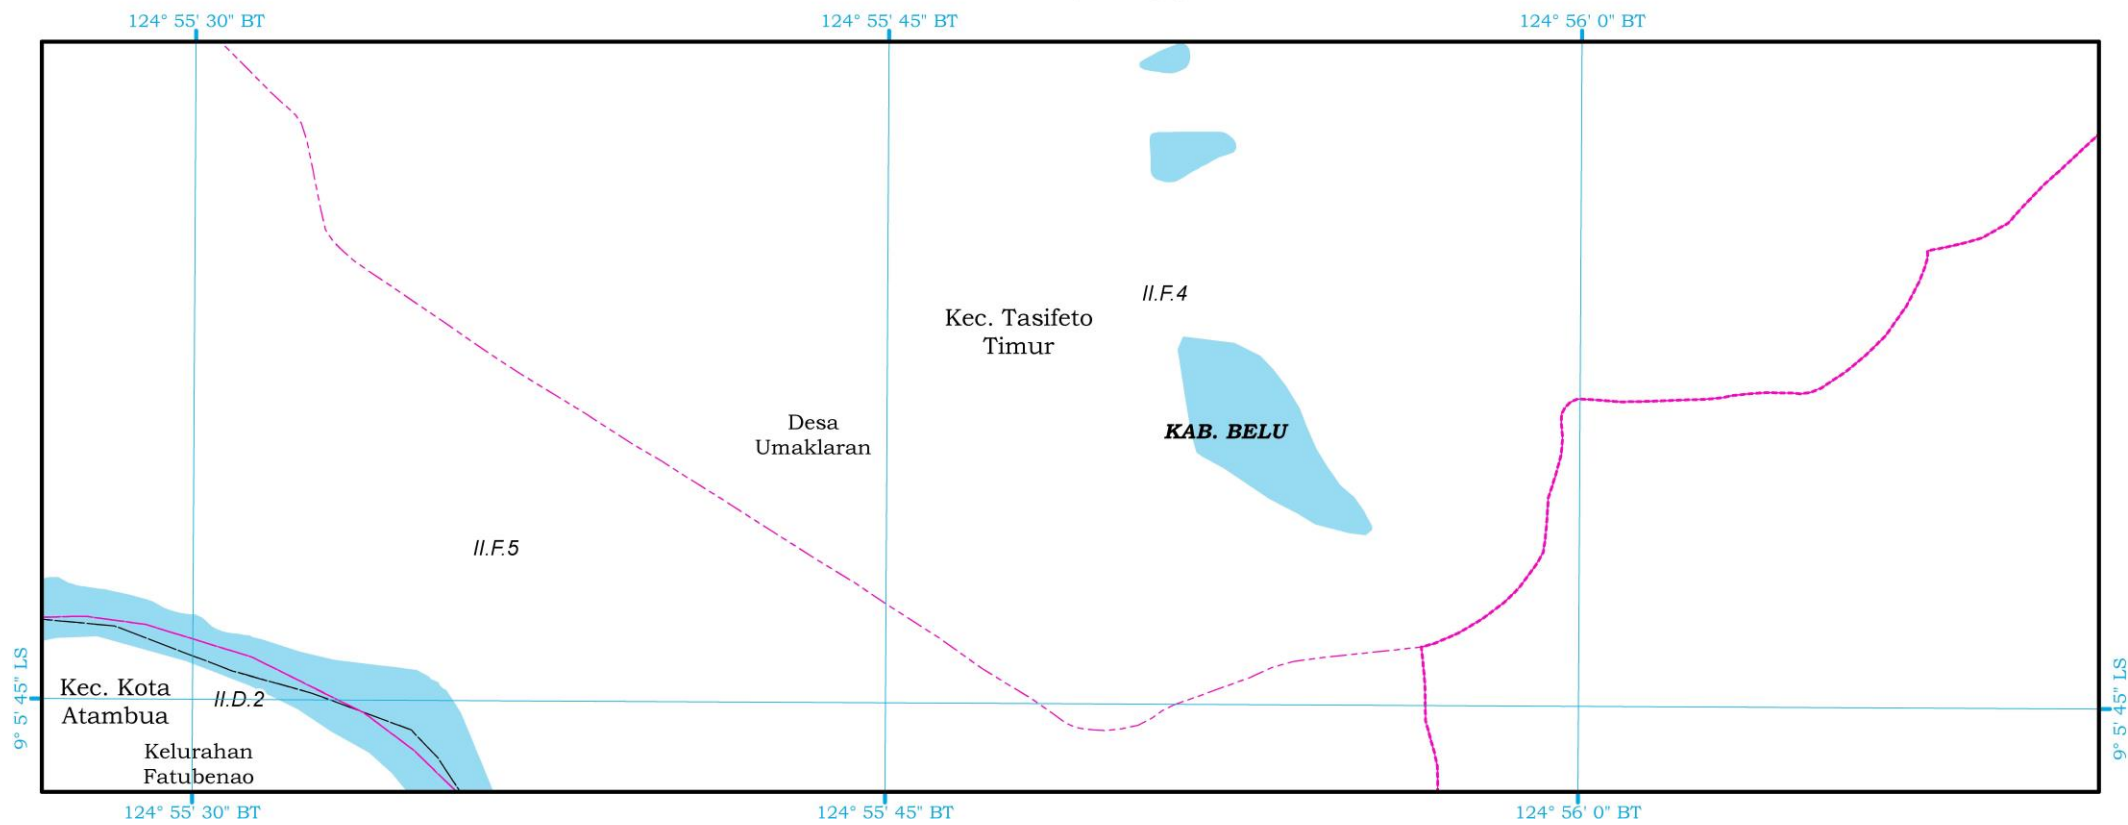 124° 55' 30" BT
124° 55' 45" BT
124° 56' 0" BT
II.F.4
Kec. Tasifeto
Timur
Desa
Umaklaran
KAB. BELU
II.F.5
9° 5' 45" LS
9° 5' 45" LS
Kec. Kota
Atambua
II.D.2
Kelurahan
Fatubenao
124° 55' 30" BT
124° 55' 45" BT
124° 56' 0" BT